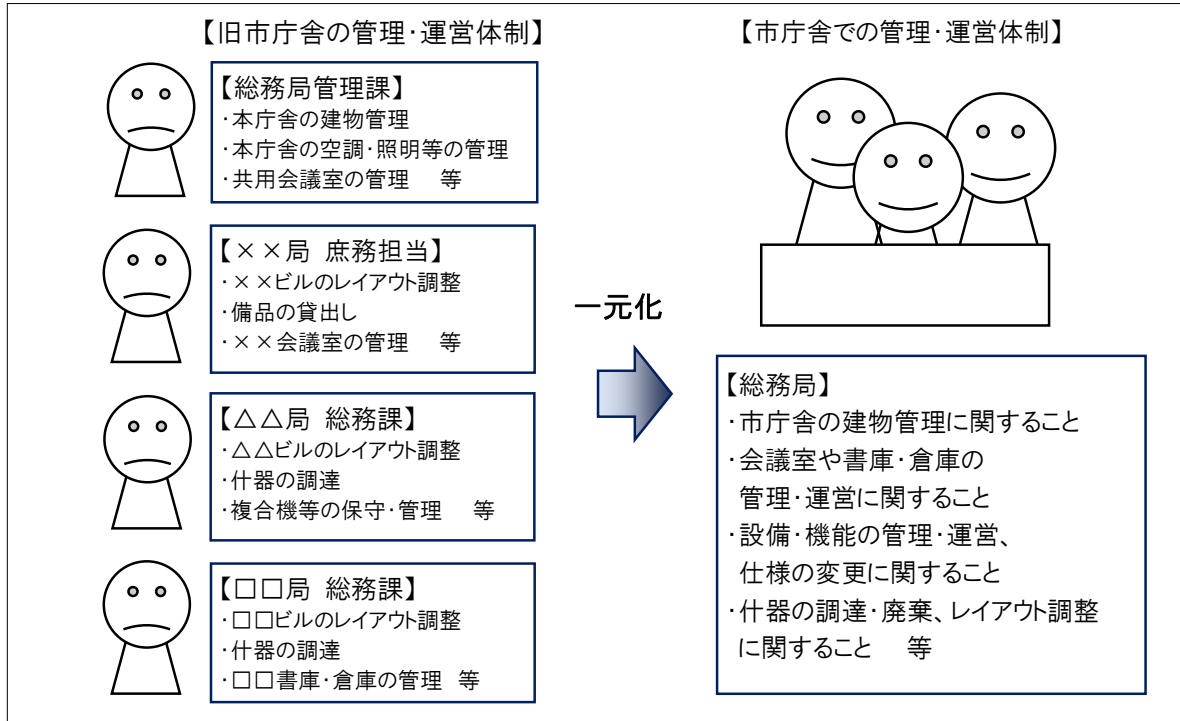 【旧市庁舎の管理・運営体制】
【総務局管理課】
・本庁舎の建物管理
・本庁舎の空調・照明等の管理
・共用会議室の管理　等
【××局 庶務担当】
・××ビルのレイアウト調整
・備品の貸出し
・××会議室の管理　等
【△△局 総務課】
・△△ビルのレイアウト調整
・什器の調達
・複合機等の保守・管理　等
【□□局 総務課】
・□□ビルのレイアウト調整
・什器の調達
・□□書庫・倉庫の管理 等
一元化
【市庁舎での管理・運営体制】
【総務局】
・市庁舎の建物管理に関すること
・会議室や書庫・倉庫の
管理・運営に関すること
・設備・機能の管理・運営、
仕様の変更に関すること
・什器の調達・廃棄、レイアウト調整
に関すること　等